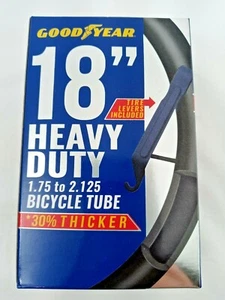 GOODYEAR
18"
TIRE
LEVERS
INCLUDED
HEAVY
DUTY
1.75 to 2.125
BICYCLE TUBE
*30% THICKER